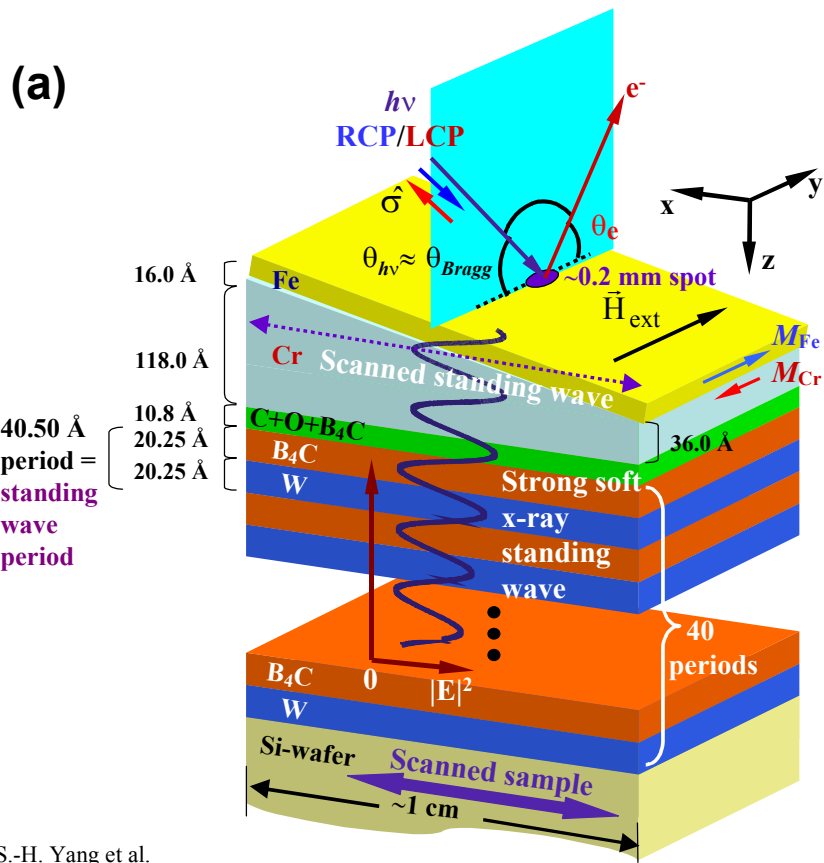 (a)
hν
RCP/LCP
e-
σ̂
θe
θhν≈ θBragg
~0.2 mm spot
x
y
z
16.0 Å
Fe
H⃗ext
MFe
MCr
118.0 Å
Cr
Scanned standing wave
10.8 Å
C+O+B4C
36.0 Å
40.50 Å
period =
standing
wave
period
20.25 Å
B4C
20.25 Å
W
Strong soft
x-ray
standing
wave
40
periods
B4C
0
|E|2
W
Si-wafer
Scanned sample
~1 cm
S.-H. Yang et al.